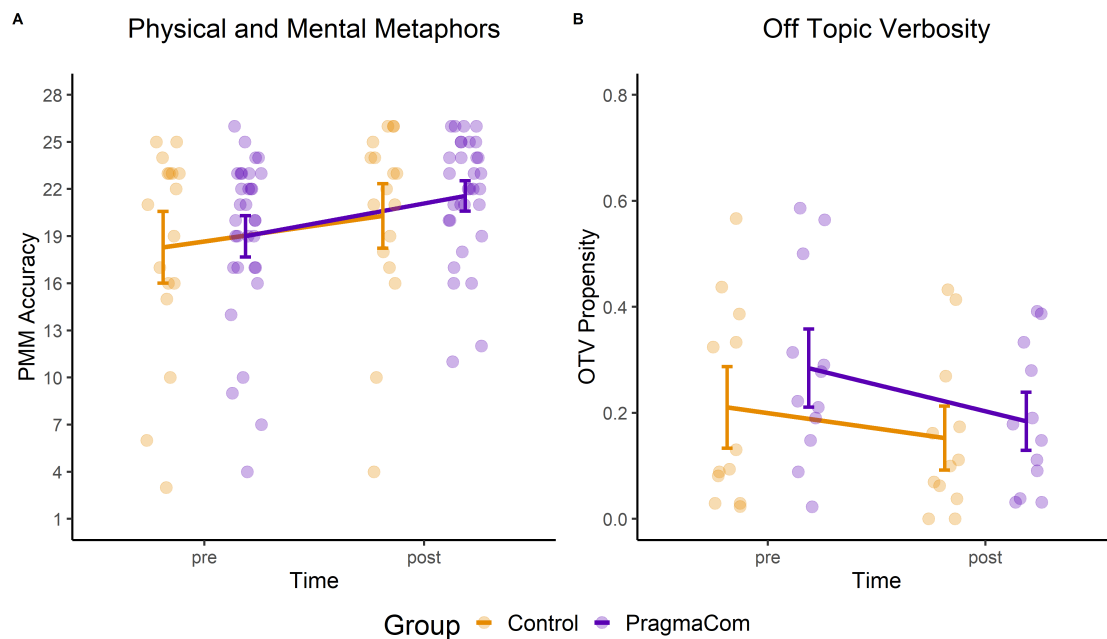 A
Physical and Mental Metaphors
PMM Accuracy
28
25
22
19
16
13
10
7
4
1
pre
post
Time
B
Off Topic Verbosity
OTV Propensity
0.8
0.6
0.4
0.2
0.0
pre
post
Time
Group Control PragmaCom